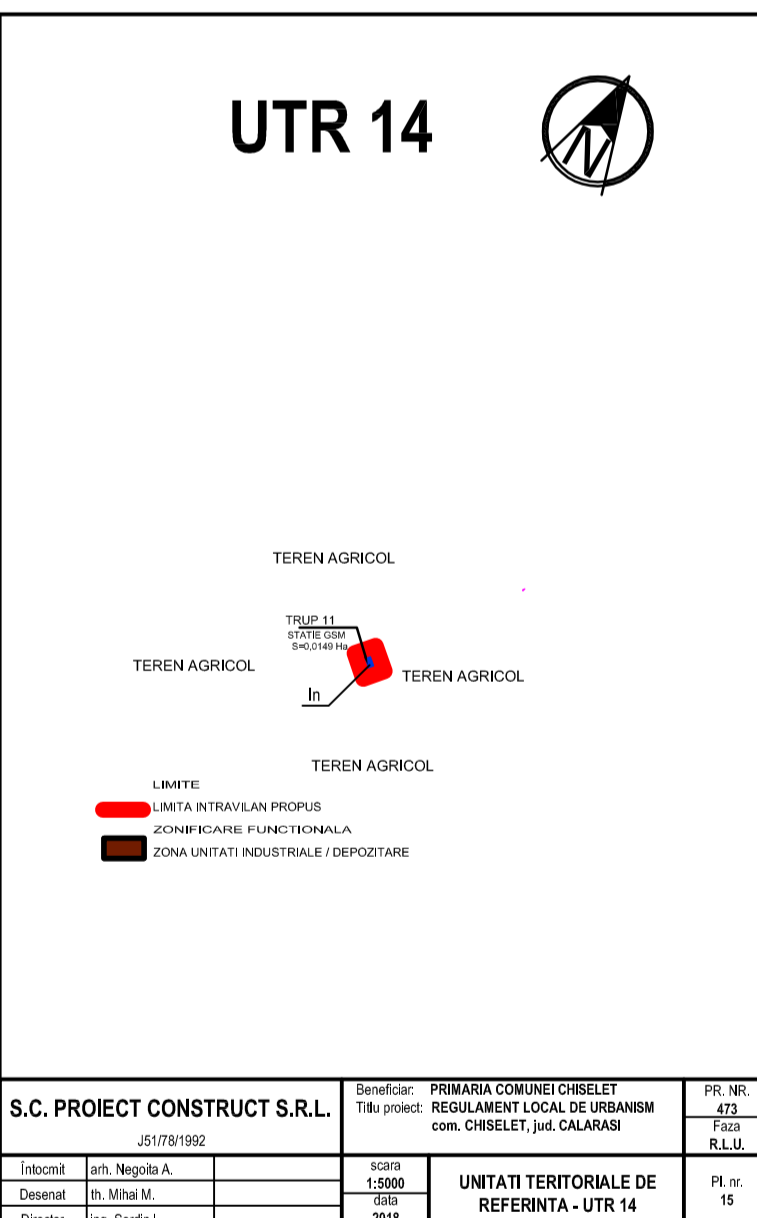 UTR 14
N
TEREN AGRICOL
TRUP 11
STATIE GSM
S=0,0149 Ha
TEREN AGRICOL
TEREN AGRICOL
In
TEREN AGRICOL
LIMITE
LIMITA INTRAVILAN PROPUS
ZONIFICARE FUNCTIONALA
ZONA UNITATI INDUSTRIALE / DEPOZITARE
S.C. PROIECT CONSTRUCT S.R.L.
J51/78/1992
Beneficiar: PRIMARIA COMUNEI CHISELET
Titlu proiect: REGULAMENT LOCAL DE URBANISM
com. CHISELET, jud. CALARASI
PR. NR.
473
Faza
R.L.U.
Întocmit arh. Negoita A.
Desenat th. Mihai M.
scara
1:5000
data
2018
UNITATI TERITORIALE DE
REFERINTA - UTR 14
Pl. nr.
15